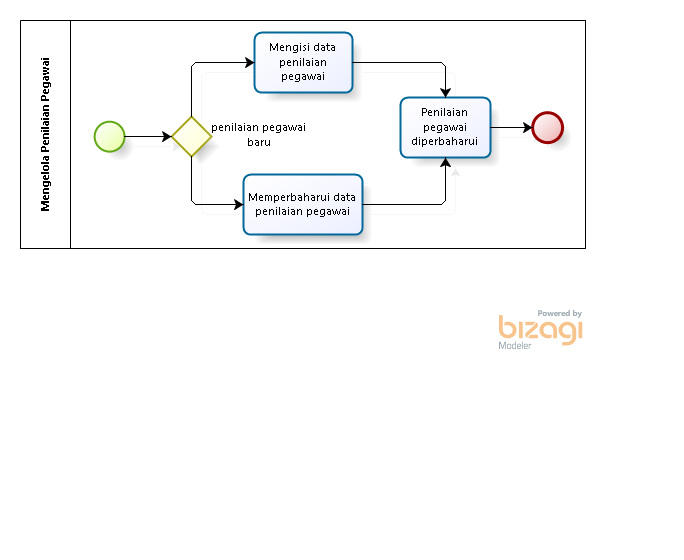 Mengelola Penilaian Pegawai
Mengisi data
penilaian
pegawai
penilaian pegawai
baru
Memperbaharui data
penilaian pegawai
Penilaian
pegawai
diperbaharui
Powered by
bizagi
Modeler